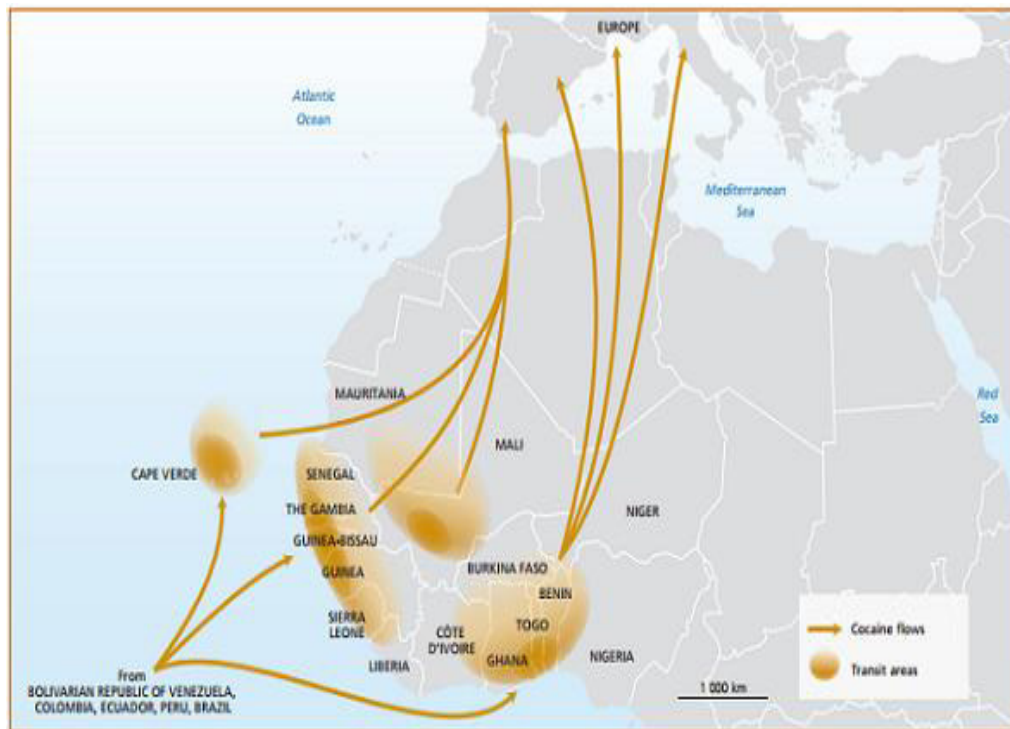 EUROPE
Atlantic
Ocean
Mediterranean
Sea
Red
Sea
MAURITANIA
MALI
CAPE VERDE
SENEGAL
THE GAMBIA
NIGER
GUINEA-BISSAU
BURKINA FASO
GUINEA
BENIN
SIERRA
LEONE
CÔTE
D'IVOIRE
TOGO
GHANA
NIGERIA
LIBERIA
Cocaine flows
Transit areas
1 000 km
From
BOLIVARIAN REPUBLIC OF VENEZUELA,
COLOMBIA, ECUADOR, PERU, BRAZIL